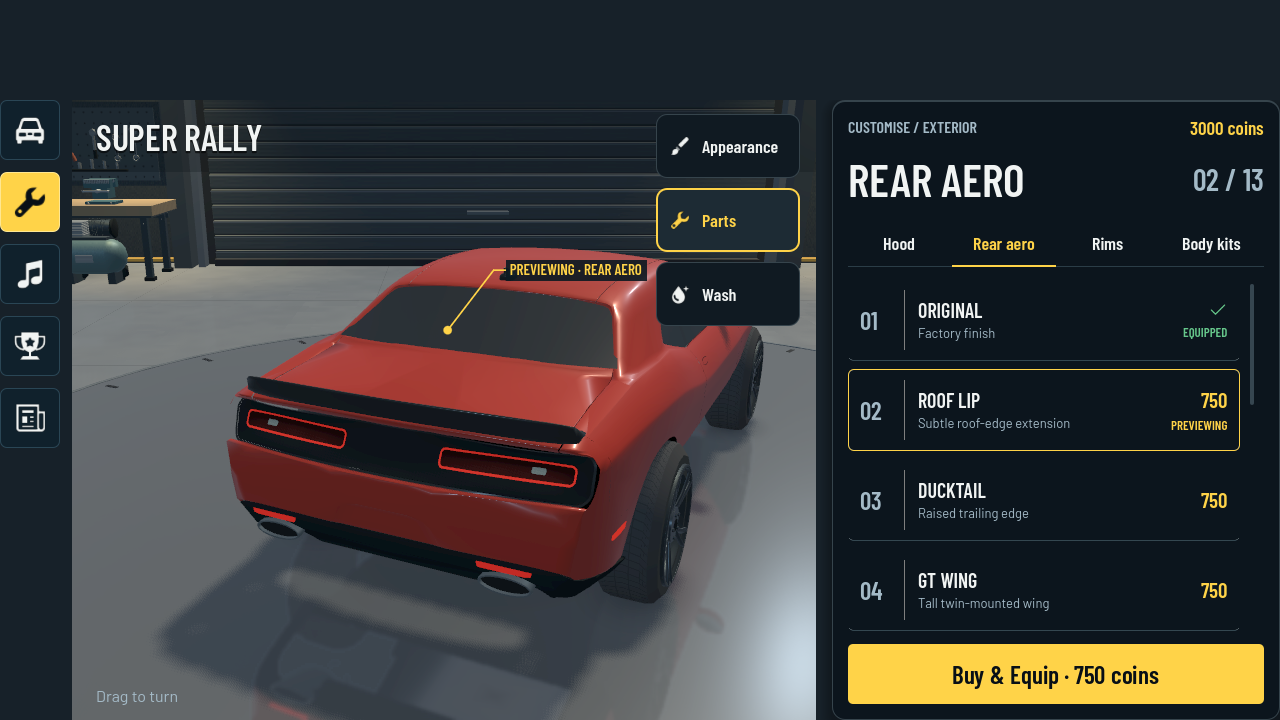 SUPER RALLY
Appearance
Parts
Wash
PREVIEWING · REAR AERO
Drag to turn
CUSTOMISE / EXTERIOR
3000 coins
REAR AERO
02 / 13
Hood
Rear aero
Rims
Body kits
01
ORIGINAL
Factory finish
EQUIPPED
02
ROOF LIP
Subtle roof-edge extension
750
PREVIEWING
03
DUCKTAIL
Raised trailing edge
750
04
GT WING
Tall twin-mounted wing
750
Buy & Equip · 750 coins